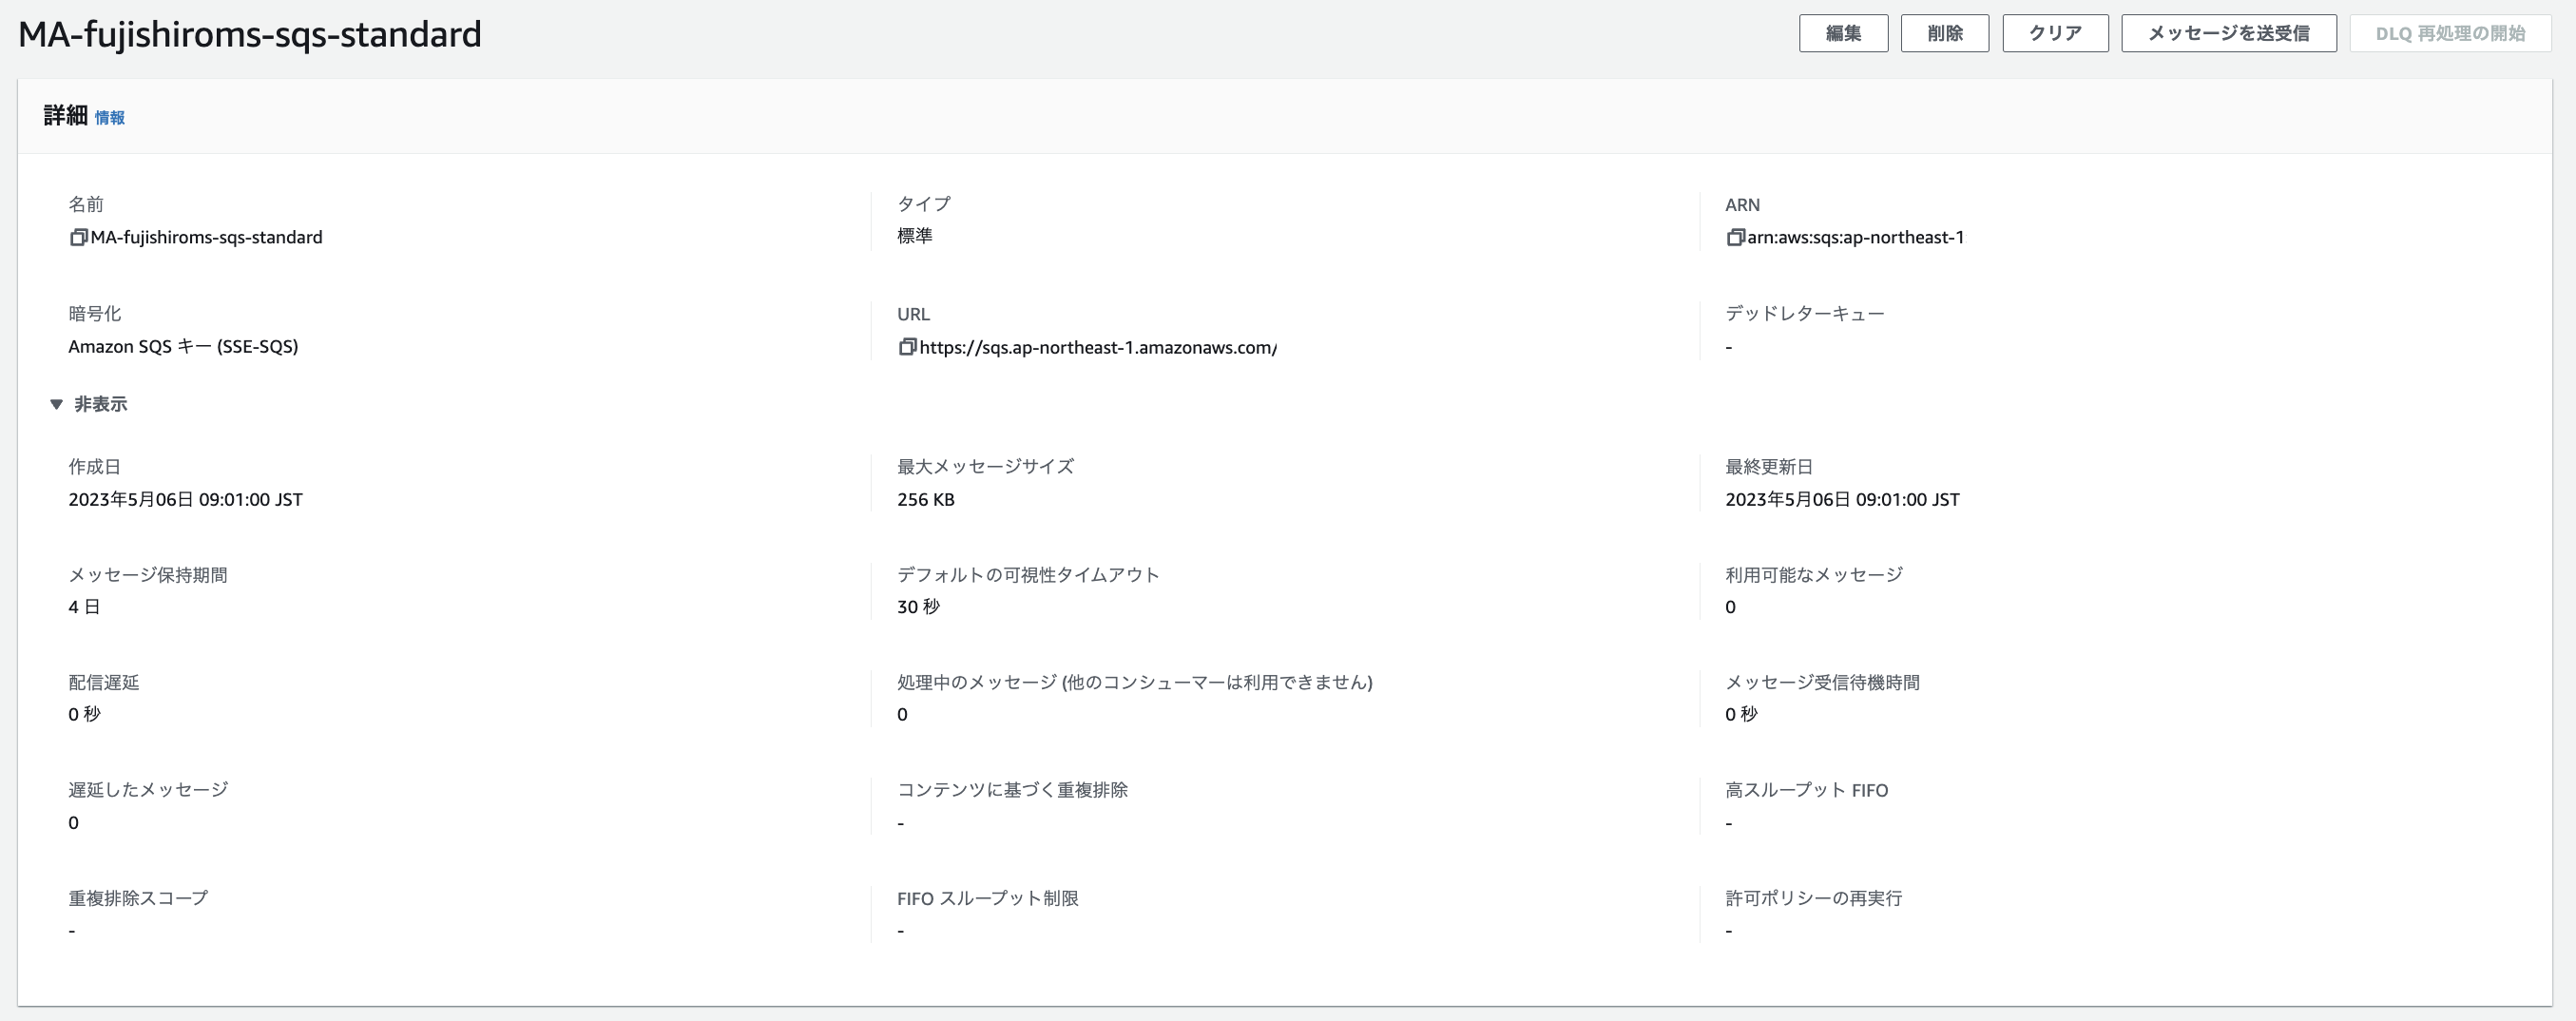 MA-fujishiroms-sqs-standard
編集 削除 クリア メッセージを送受信 DLQ 再処理の開始
詳細 情報
名前 タイプ ARN
MA-fujishiroms-sqs-standard 標準 arn:aws:sqs:ap-northeast-1
暗号化 URL デッドレターキュー
Amazon SQS キー (SSE-SQS) https://sqs.ap-northeast-1.amazonaws.com/ -
▼ 非表示
作成日 最大メッセージサイズ 最終更新日
2023年5月06日 09:01:00 JST 256 KB 2023年5月06日 09:01:00 JST
メッセージ保持期間 デフォルトの可視性タイムアウト 利用可能なメッセージ
4 日 30 秒 0
配信遅延 処理中のメッセージ (他のコンシューマーは利用できません) メッセージ受信待機時間
0 秒 0 0 秒
遅延したメッセージ コンテンツに基づく重複排除 高スループット FIFO
0 - -
重複排除スコープ FIFO スループット制限 許可ポリシーの再実行
- - -